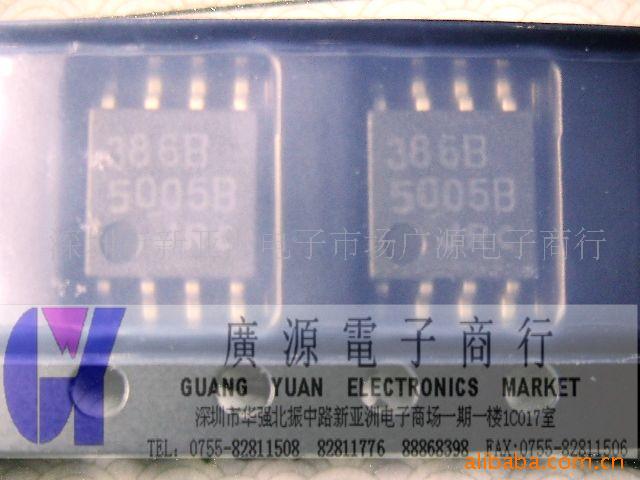 386B
5005B
386B
5005B
深圳市新亚洲电子市场广源电子商行
廣源電子商行
GUANG YUAN ELECTRONICS MARKET
深圳市华强北振中路新亚洲电子商场一期一楼1C017室
TEL: 0755-82811508 82811776 88868398 FAX:0755-82811506
alibaba.com.cn